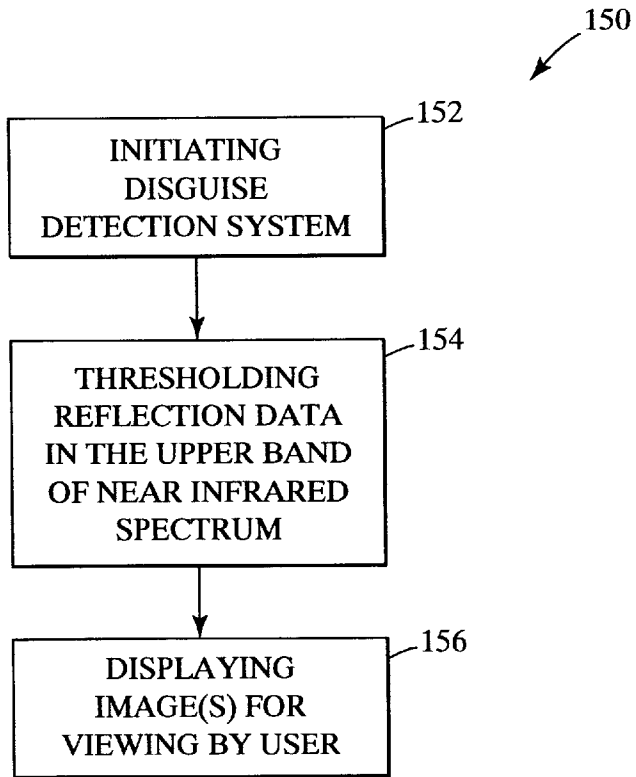 150
152
INITIATING
DISGUISE
DETECTION SYSTEM
154
THRESHOLDING
REFLECTION DATA
IN THE UPPER BAND
OF NEAR INFRARED
SPECTRUM
156
DISPLAYING
IMAGE(S) FOR
VIEWING BY USER